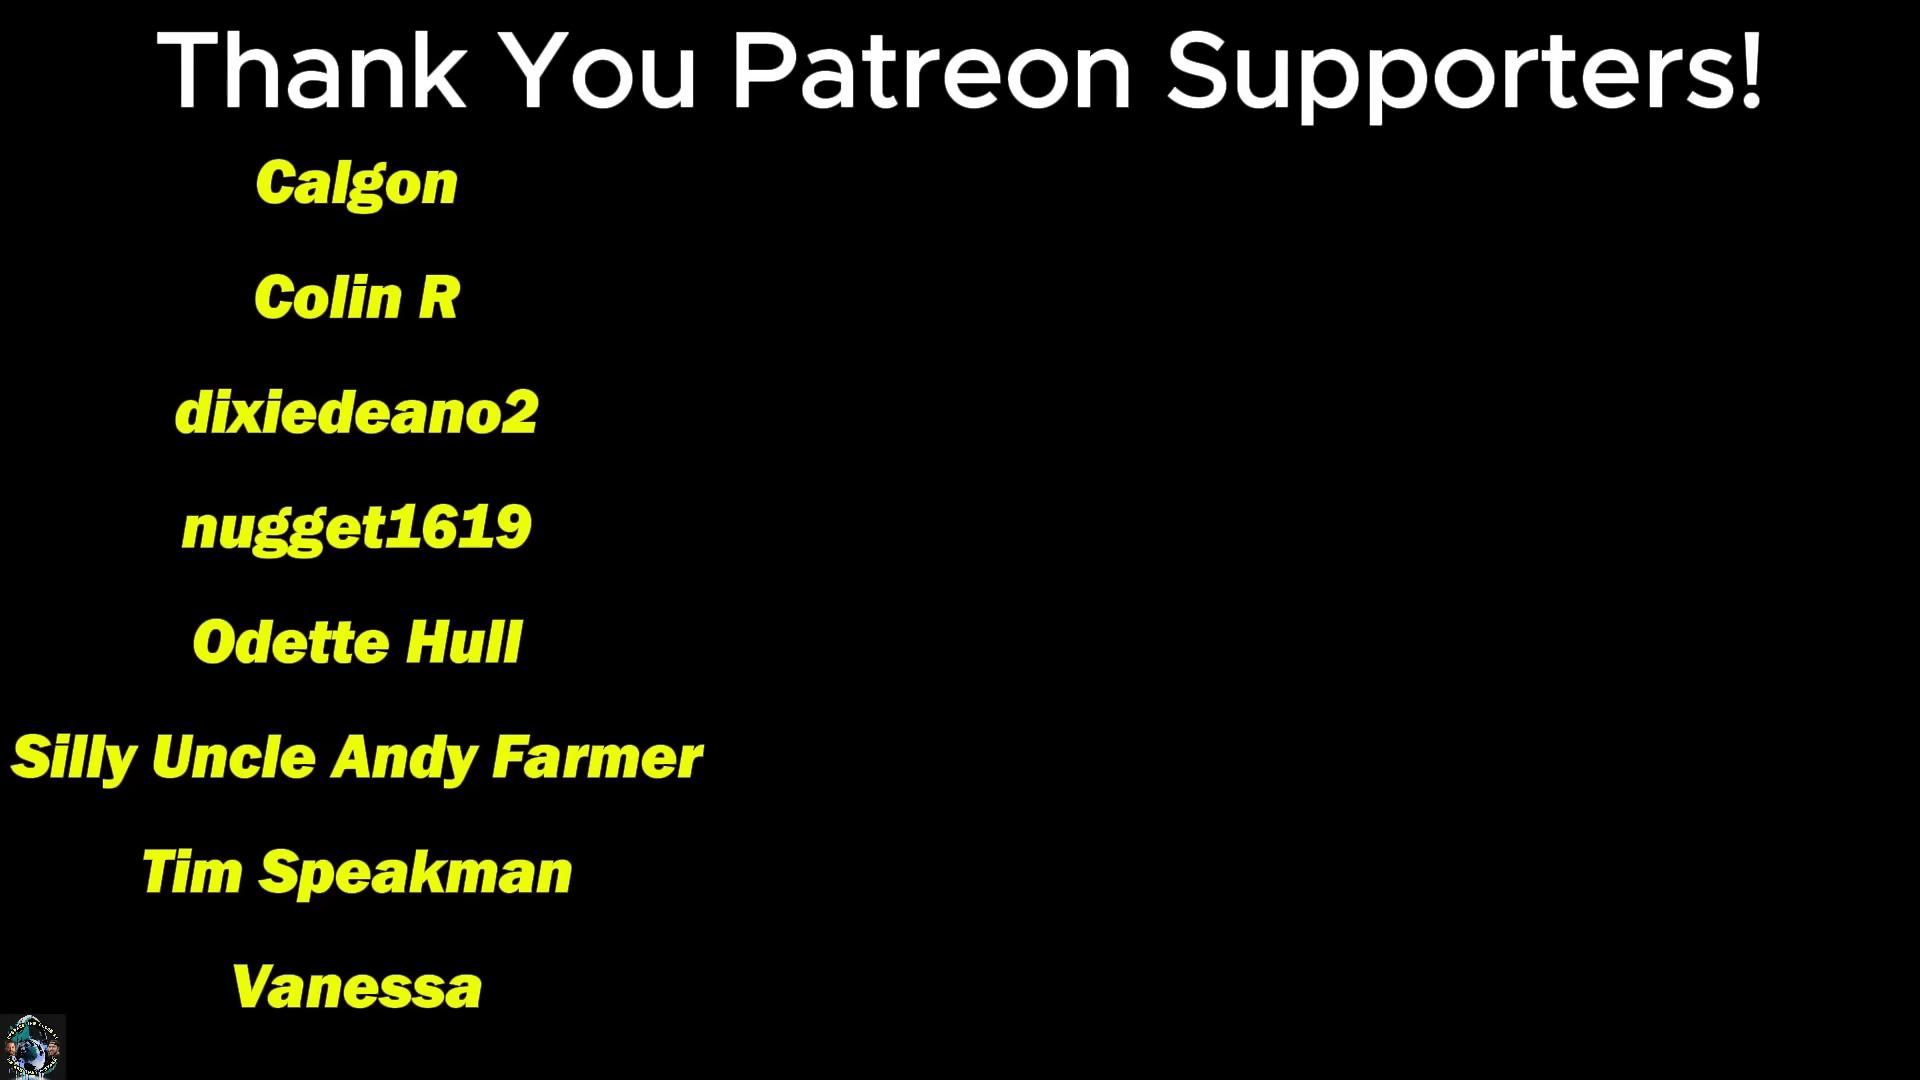 Thank You Patreon Supporters!
Calgon
Colin R
dixiedeano2
nugget1619
Odette Hull
Silly Uncle Andy Farmer
Tim Speakman
Vanessa